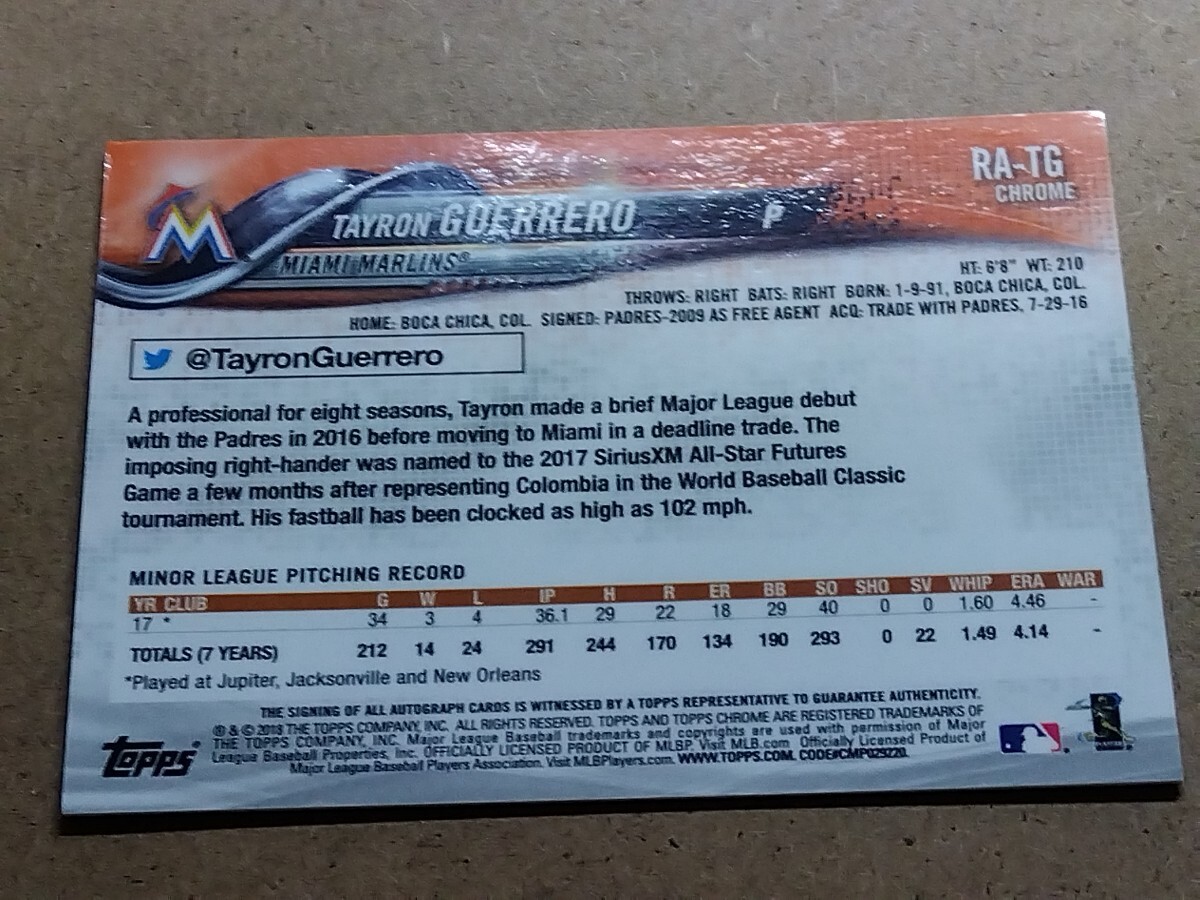 RA-TG
CHROME
M
TAYRON GUERRERO P
MIAMI MARLINS®
HT: 6'8" WT: 210
THROWS: RIGHT BATS: RIGHT BORN: 1-9-91, BOCA CHICA, COL.
HOME: BOCA CHICA, COL. SIGNED: PADRES-2009 AS FREE AGENT ACQ: TRADE WITH PADRES, 7-29-16
@TayronGuerrero
A professional for eight seasons, Tayron made a brief Major League debut
with the Padres in 2016 before moving to Miami in a deadline trade. The
imposing right-hander was named to the 2017 SiriusXM All-Star Futures
Game a few months after representing Colombia in the World Baseball Classic
tournament. His fastball has been clocked as high as 102 mph.
MINOR LEAGUE PITCHING RECORD
YR CLUB G W L IP H R ER BB SO SHO SV WHIP ERA WAR
17 * 34 3 4 36.1 29 22 18 29 40 0 0 1.60 4.46 -
TOTALS (7 YEARS) 212 14 24 291 244 170 134 190 293 0 22 1.49 4.14 -
*Played at Jupiter, Jacksonville and New Orleans
THE SIGNING OF ALL AUTOGRAPH CARDS IS WITNESSED BY A TOPPS REPRESENTATIVE TO GUARANTEE AUTHENTICITY.
® & © 2018 THE TOPPS COMPANY, INC. ALL RIGHTS RESERVED. TOPPS AND TOPPS CHROME ARE REGISTERED TRADEMARKS OF
THE TOPPS COMPANY, INC. Major League Baseball trademarks and copyrights are used with permission of Major
League Baseball Properties, Inc. OFFICIALLY LICENSED PRODUCT OF MLBP. Visit MLB.com Officially Licensed Product of
Major League Baseball Players Association. Visit MLBPlayers.com. WWW.TOPPS.COM. CODE#CMP029220.
topps®